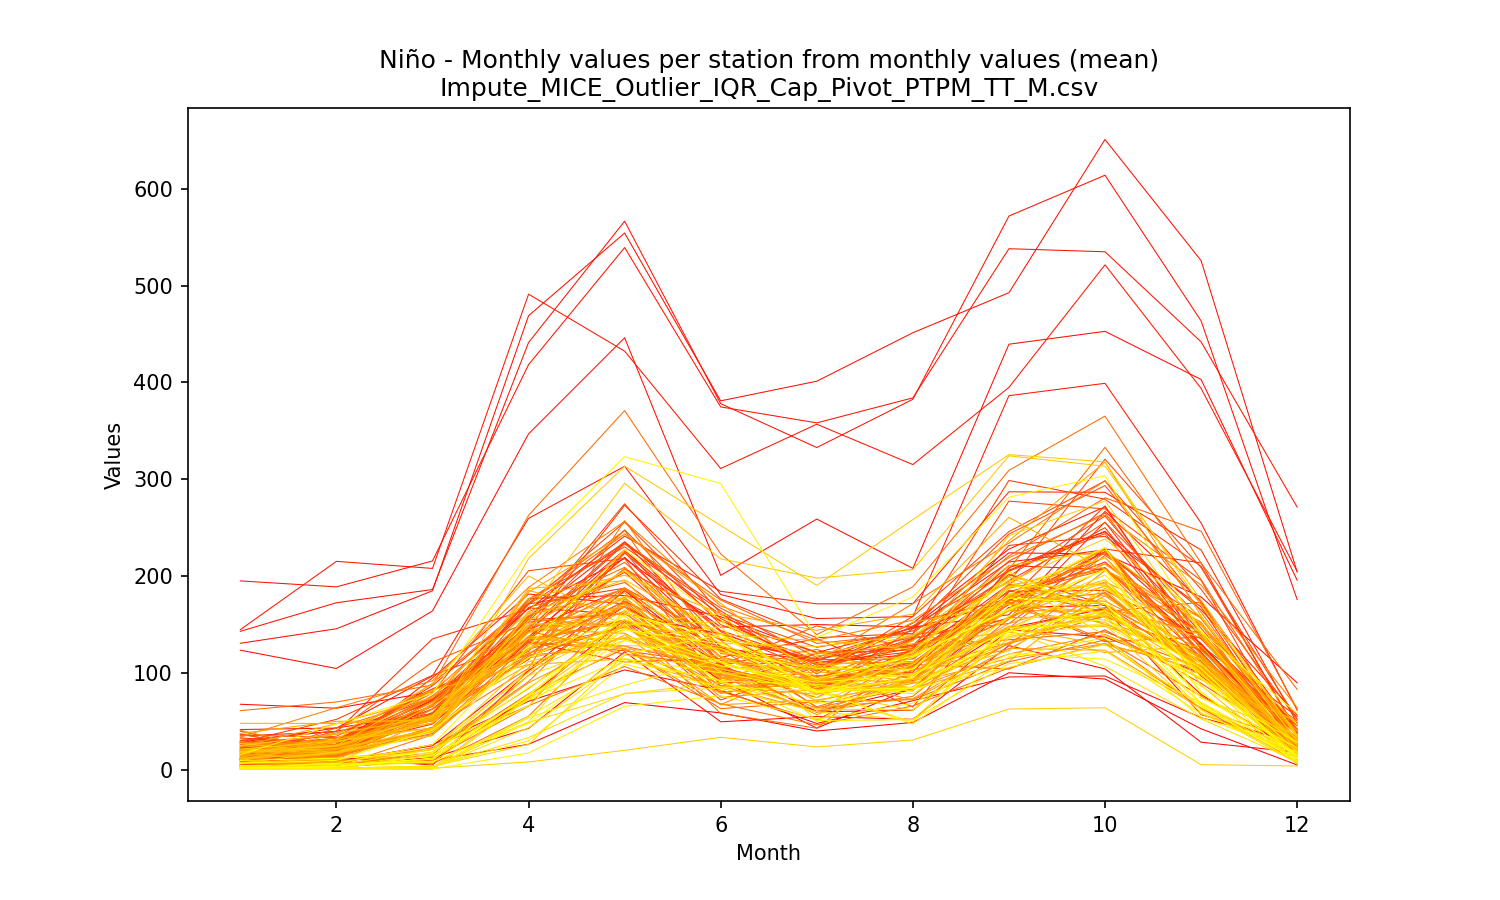 Niño - Monthly values per station from monthly values (mean)
Impute_MICE_Outlier_IQR_Cap_Pivot_PTPM_TT_M.csv
600
500
400
300
200
100
0
Values
2 4 6 8 10 12
Month